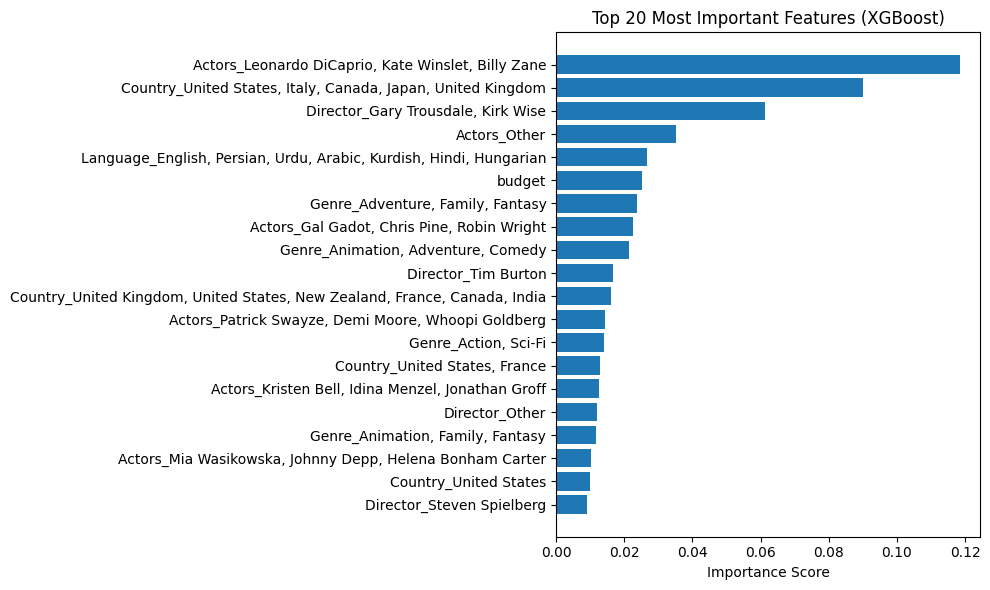 Top 20 Most Important Features (XGBoost)
Actors_Leonardo DiCaprio, Kate Winslet, Billy Zane
Country_United States, Italy, Canada, Japan, United Kingdom
Director_Gary Trousdale, Kirk Wise
Actors_Other
Language_English, Persian, Urdu, Arabic, Kurdish, Hindi, Hungarian
budget
Genre_Adventure, Family, Fantasy
Actors_Gal Gadot, Chris Pine, Robin Wright
Genre_Animation, Adventure, Comedy
Director_Tim Burton
Country_United Kingdom, United States, New Zealand, France, Canada, India
Actors_Patrick Swayze, Demi Moore, Whoopi Goldberg
Genre_Action, Sci-Fi
Country_United States, France
Actors_Kristen Bell, Idina Menzel, Jonathan Groff
Director_Other
Genre_Animation, Family, Fantasy
Actors_Mia Wasikowska, Johnny Depp, Helena Bonham Carter
Country_United States
Director_Steven Spielberg
0.00 0.02 0.04 0.06 0.08 0.10 0.12
Importance Score